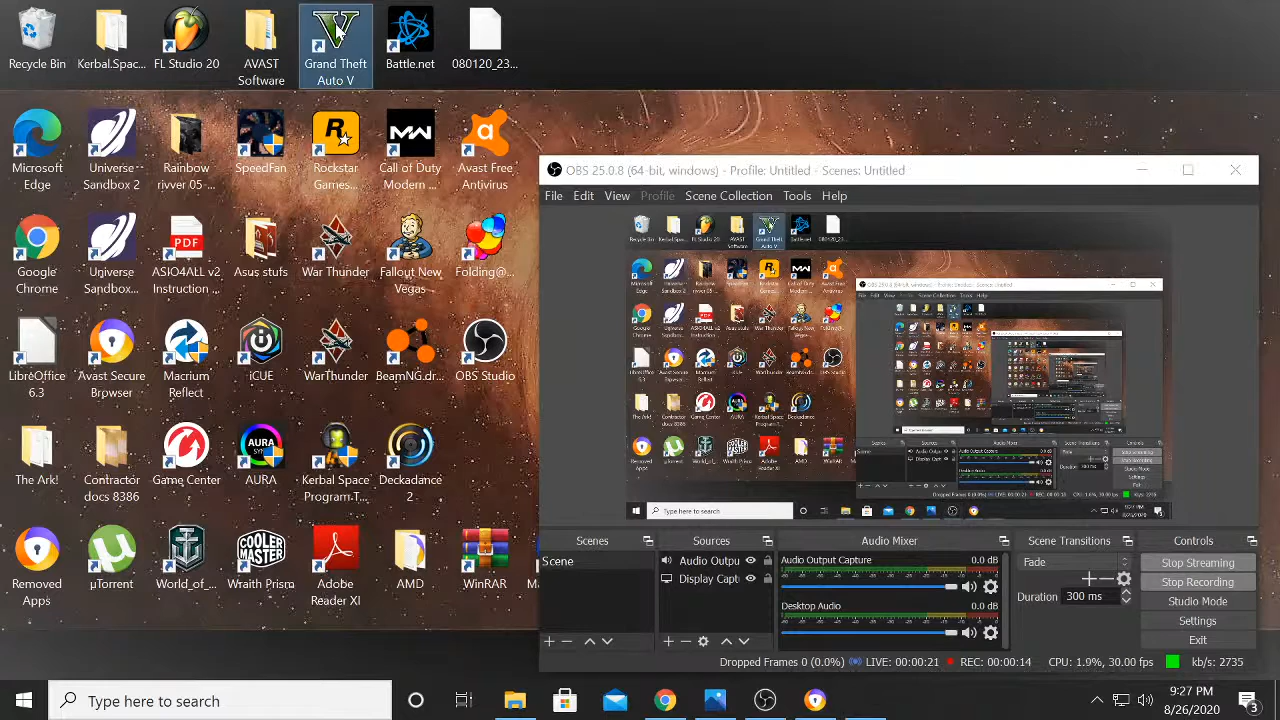 Recycle Bin
Kerbal.Spac...
FL Studio 20
AVAST
Software
Grand Theft
Auto V
Battle.net
080120_23...
Microsoft
Edge
Universe
Sandbox 2
Rainbow
rivver 05 -...
SpeedFan
Rockstar
Games...
Call of Duty
Modern ...
Avast Free
Antivirus
Google
Chrome
Universe
Sandbox...
PDF
ASIO4ALL v2
Instruction ...
Asus stufs
War Thunder
Fallout New
Vegas
Folding@...
LibreOffice
6.3
Avast Secure
Browser
Macrium
Reflect
iCUE
WarThunder
BeamNG.dr...
OBS Studio
The Ark!
Contractor
docs 8386
Game Center
AURA
Kerbal Space
Program T...
Deckadance
2
Removed
Apps
µTorrent
World_of_
COOLER
MASTER
Wraith Prism
Adobe
Reader XI
AMD
WinRAR
OBS 25.0.8 (64-bit, windows) - Profile: Untitled - Scenes: Untitled
File Edit View Profile Scene Collection Tools Help
Scenes
Scene
Sources
Audio Outpu
Display Capt
Audio Mixer
Audio Output Capture 0.0 dB
Desktop Audio 0.0 dB
Scene Transitions
Fade
Duration 300 ms
Controls
Stop Streaming
Stop Recording
Studio Mode
Settings
Exit
Dropped Frames 0 (0.0%) LIVE: 00:00:21 REC: 00:00:14 CPU: 1.9%, 30.00 fps kb/s: 2735
Type here to search
9:27 PM
8/26/2020
3